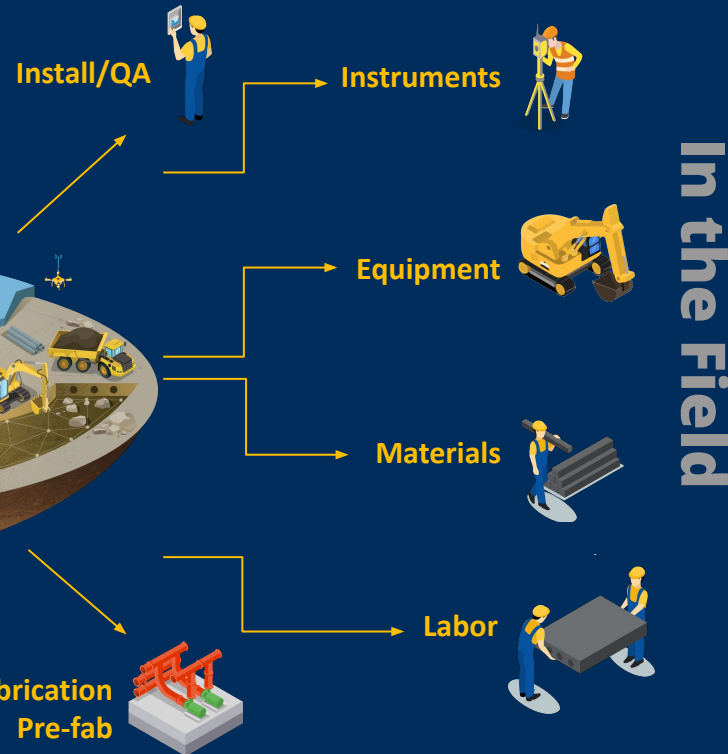 Install/QA
Instruments
Equipment
Materials
Labor
Pre-fab
In the Field